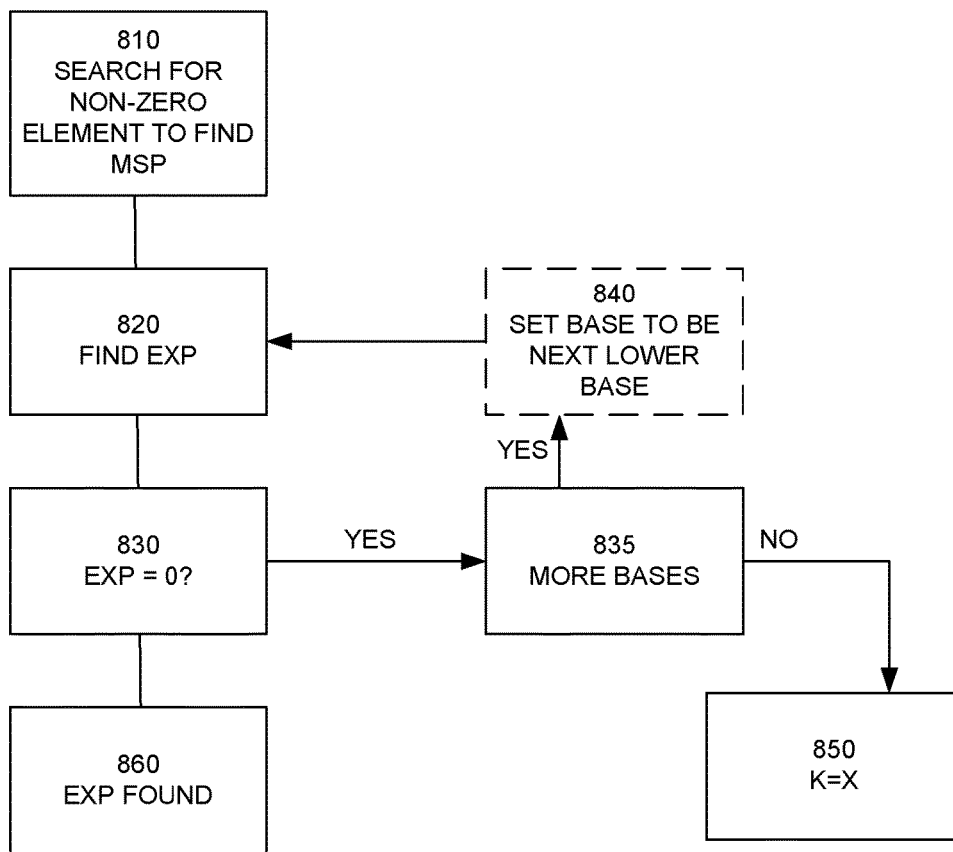 810
SEARCH FOR
NON-ZERO
ELEMENT TO FIND
MSP
820
FIND EXP
840
SET BASE TO BE
NEXT LOWER
BASE
YES
830
EXP = 0?
YES
835
MORE BASES
NO
860
EXP FOUND
850
K=X